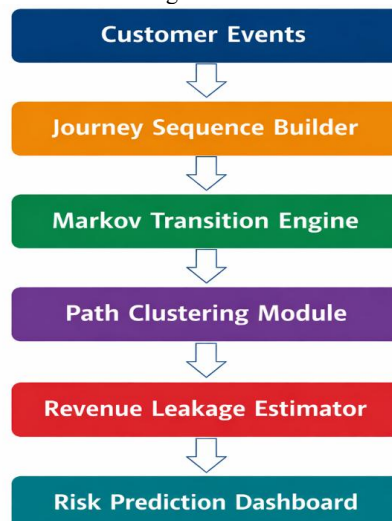 Customer Events
Journey Sequence Builder
Markov Transition Engine
Path Clustering Module
Revenue Leakage Estimator
Risk Prediction Dashboard